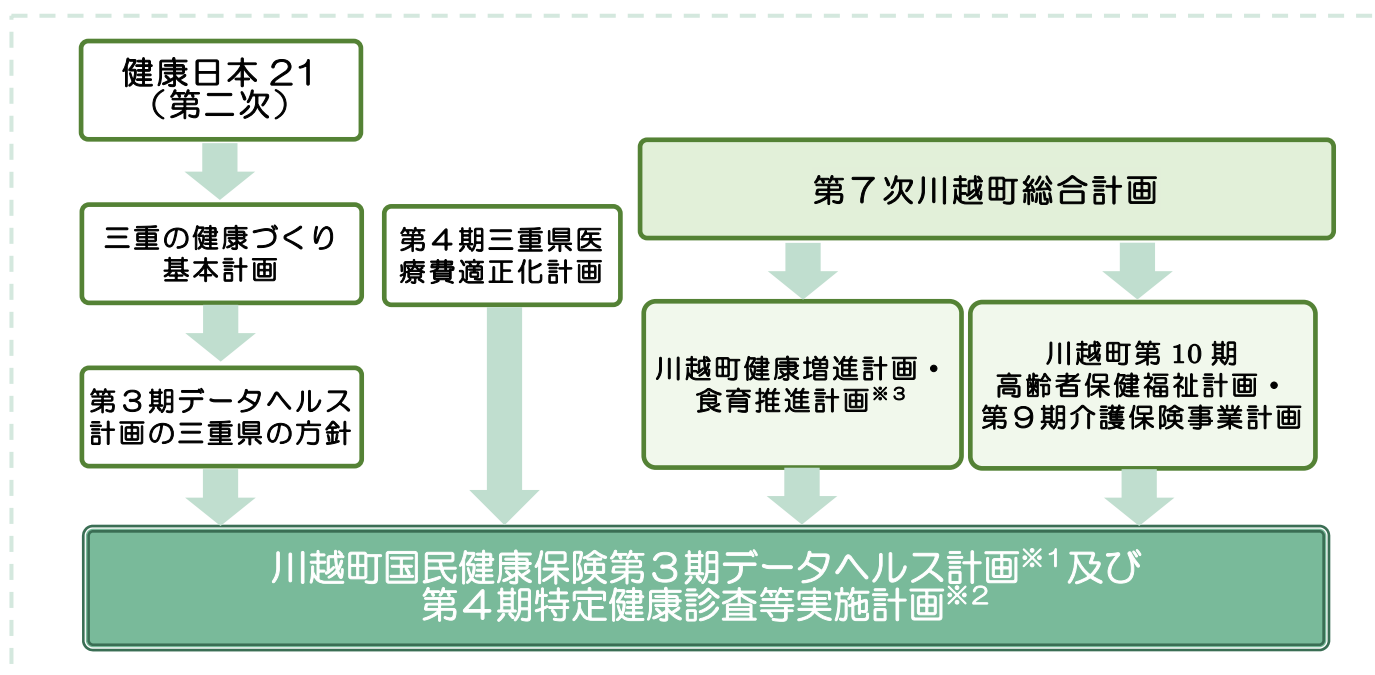 健康日本 21
（第二次）
三重の健康づくり
基本計画
第３期データヘルス
計画の三重県の方針
第４期三重県医
療費適正化計画
第７次川越町総合計画
川越町健康増進計画・
食育推進計画※３
川越町第 10 期
高齢者保健福祉計画・
第９期介護保険事業計画
川越町国民健康保険第３期データヘルス計画※１及び
第４期特定健康診査等実施計画※２